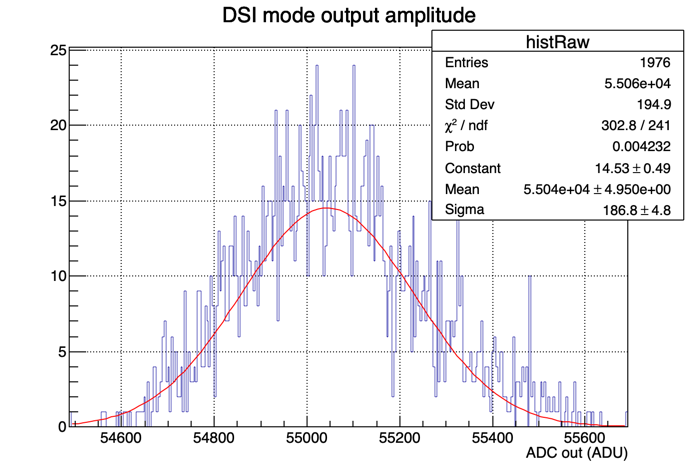 DSI mode output amplitude
histRaw
Entries 1976
Mean 5.506e+04
Std Dev 194.9
χ² / ndf 302.8 / 241
Prob 0.004232
Constant 14.53 ± 0.49
Mean 5.504e+04 ± 4.950e+00
Sigma 186.8 ± 4.8
25
20
15
10
5
0
54600 54800 55000 55200 55400 55600
ADC out (ADU)